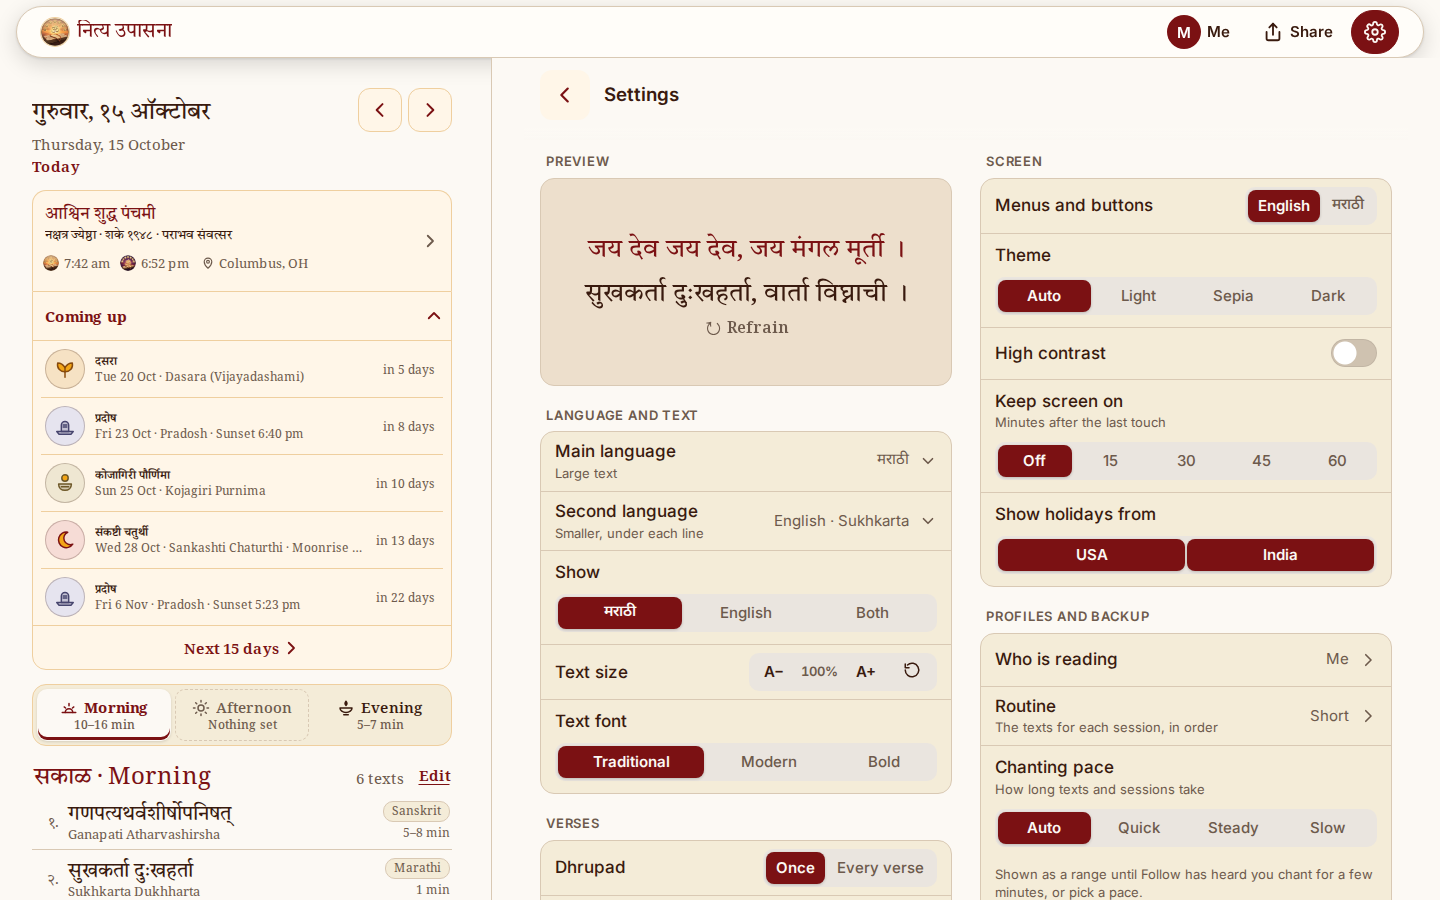 नित्य उपासना
M Me Share
गुरुवार, १५ ऑक्टोबर
Thursday, 15 October
Today
आश्विन शुद्ध पंचमी
नक्षत्र ज्येष्ठा · शके १९४८ · पराभव संवत्सर
7:42 am 6:52 pm Columbus, OH
Coming up
दसरा
Tue 20 Oct · Dasara (Vijayadashami) in 5 days
प्रदोष
Fri 23 Oct · Pradosh · Sunset 6:40 pm in 8 days
कोजागिरी पौर्णिमा
Sun 25 Oct · Kojagiri Purnima in 10 days
संकष्टी चतुर्थी
Wed 28 Oct · Sankashti Chaturthi · Moonrise ... in 13 days
प्रदोष
Fri 6 Nov · Pradosh · Sunset 5:23 pm in 22 days
Next 15 days
Morning Afternoon Evening
10–16 min Nothing set 5–7 min
सकाळ · Morning 6 texts Edit
१. गणपत्यथर्वशीर्षोपनिषत् Sanskrit
Ganapati Atharvashirsha 5–8 min
२. सुखकर्ता दुःखहर्ता Marathi
Sukhkarta Dukhharta 1 min
Settings
PREVIEW
जय देव जय देव, जय मंगल मूर्ती ।
सुखकर्ता दुःखहर्ता, वार्ता विघ्नाची ।
Refrain
LANGUAGE AND TEXT
Main language मराठी
Large text
Second language English · Sukhkarta
Smaller, under each line
Show
मराठी English Both
Text size A− 100% A+
Text font
Traditional Modern Bold
VERSES
Dhrupad Once Every verse
SCREEN
Menus and buttons English मराठी
Theme
Auto Light Sepia Dark
High contrast
Keep screen on
Minutes after the last touch
Off 15 30 45 60
Show holidays from
USA India
PROFILES AND BACKUP
Who is reading Me
Routine Short
The texts for each session, in order
Chanting pace
How long texts and sessions take
Auto Quick Steady Slow
Shown as a range until Follow has heard you chant for a few
minutes, or pick a pace.